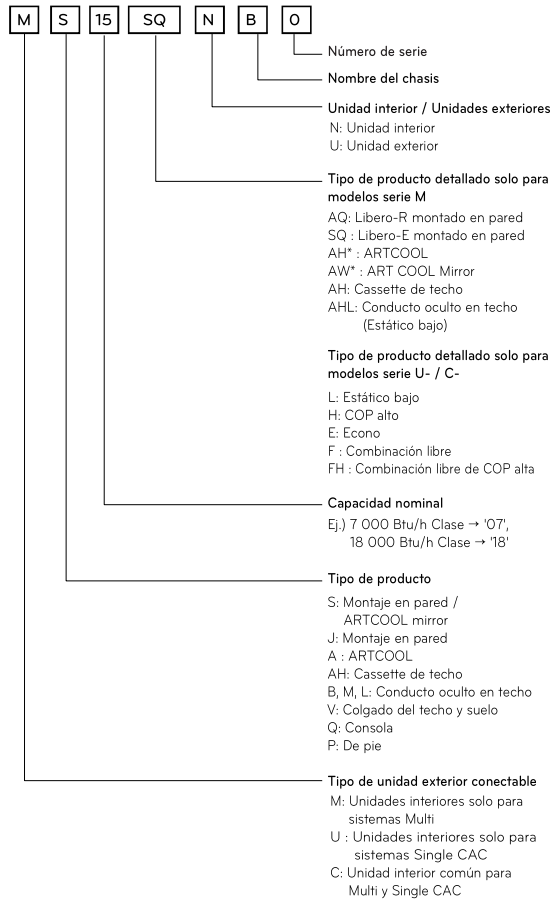 M S 15 SQ N B 0
Número de serie
Nombre del chasis
Unidad interior / Unidades exteriores
N: Unidad interior
U: Unidad exterior
Tipo de producto detallado solo para
modelos serie M
AQ: Libero-R montado en pared
SQ : Libero-E montado en pared
AH* : ARTCOOL
AW* : ART COOL Mirror
AH: Cassette de techo
AHL: Conducto oculto en techo
(Estático bajo)
Tipo de producto detallado solo para
modelos serie U- / C-
L: Estático bajo
H: COP alto
E: Econo
F : Combinación libre
FH : Combinación libre de COP alta
Capacidad nominal
Ej.) 7 000 Btu/h Clase → '07',
18 000 Btu/h Clase → '18'
Tipo de producto
S: Montaje en pared /
ARTCOOL mirror
J: Montaje en pared
A : ARTCOOL
AH: Cassette de techo
B, M, L: Conducto oculto en techo
V: Colgado del techo y suelo
Q: Consola
P: De pie
Tipo de unidad exterior conectable
M: Unidades interiores solo para
sistemas Multi
U : Unidades interiores solo para
sistemas Single CAC
C: Unidad interior común para
Multi y Single CAC